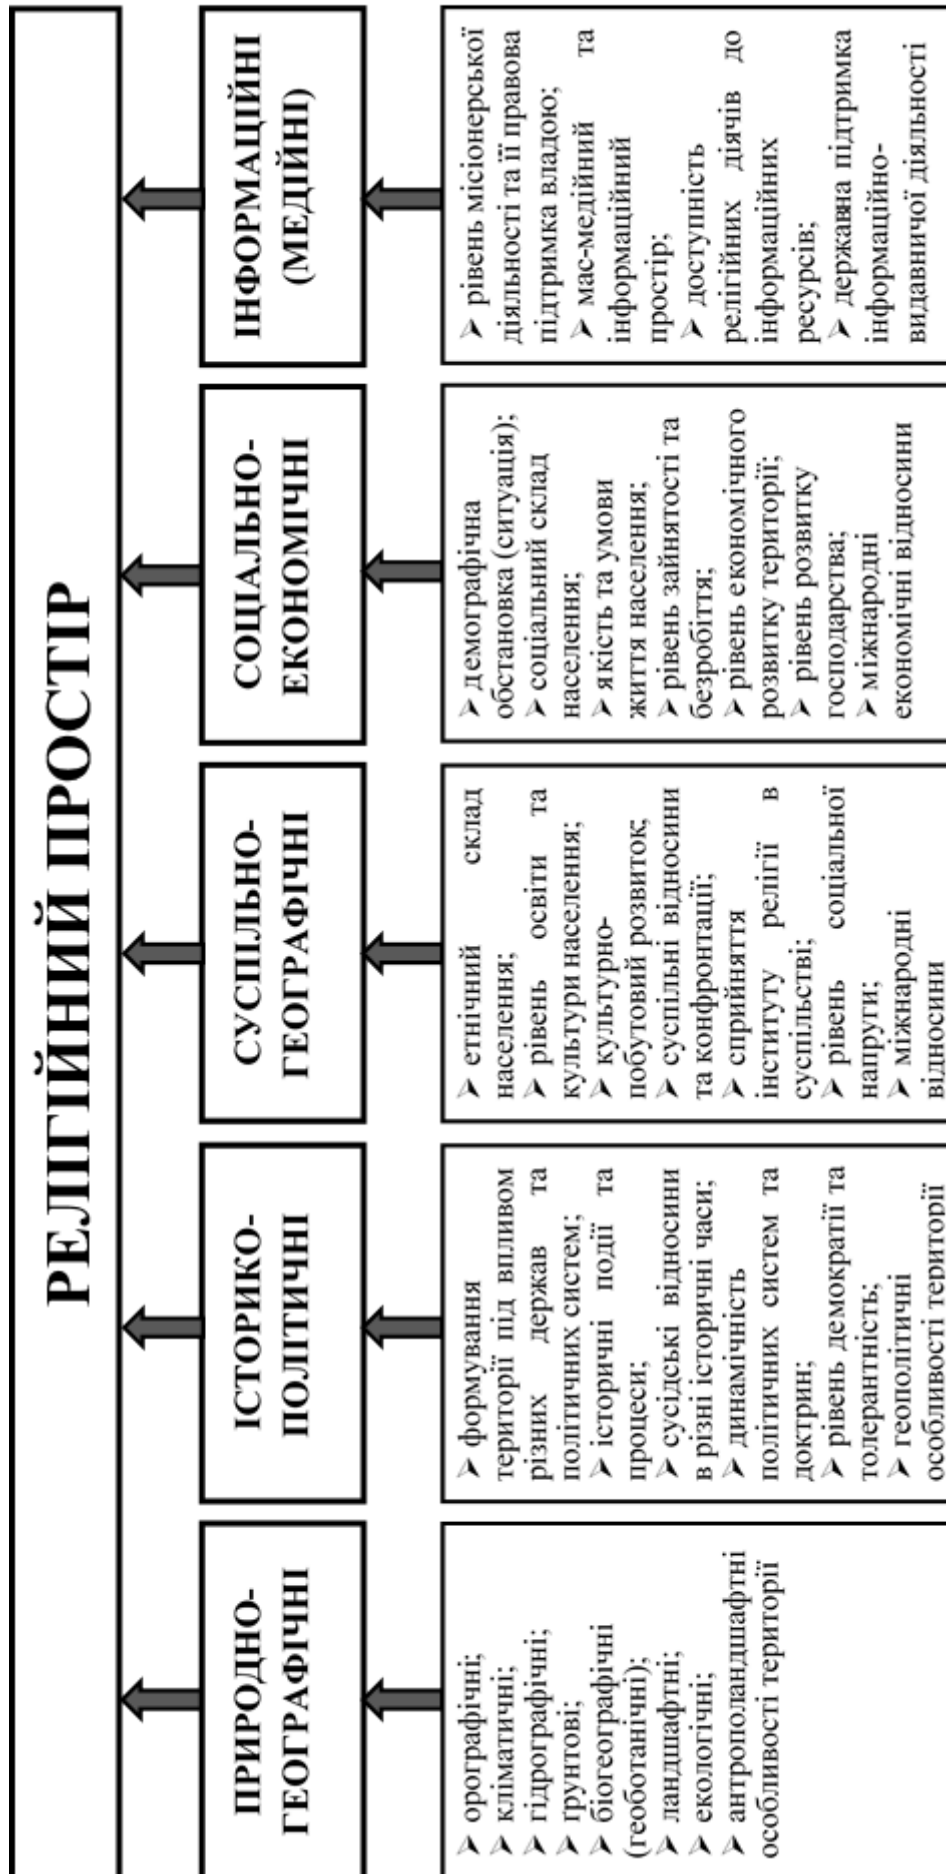 РЕЛІГІЙНИЙ ПРОСТІР
ПРИРОДНО-
ГЕОГРАФІЧНІ
➢ орографічні;
➢ кліматичні;
➢ гідрографічні;
➢ ґрунтові;
➢ біогеографічні
(геоботанічні);
➢ ландшафтні;
➢ екологічні;
➢ антрополандшафтні
особливості території
ІСТОРИКО-
ПОЛІТИЧНІ
➢ формування
території під впливом
різних держав та
політичних систем;
➢ історичні події та
процеси;
➢ сусідські відносини
в різні історичні часи;
➢ динамічність
політичних систем та
доктрин;
➢ рівень демократії та
толерантність;
➢ геополітичні
особливості території
СУСПІЛЬНО-
ГЕОГРАФІЧНІ
➢ етнічний склад
населення;
➢ рівень освіти та
культури населення;
➢ культурно-
побутовий розвиток;
➢ суспільні відносини
та конфронтації;
➢ сприйняття
інституту релігії в
суспільстві;
➢ рівень соціальної
напруги;
➢ міжнародні
відносини
СОЦІАЛЬНО-
ЕКОНОМІЧНІ
➢ демографічна
обстановка (ситуація);
➢ соціальний склад
населення;
➢ якість та умови
життя населення;
➢ рівень зайнятості та
безробіття;
➢ рівень економічного
розвитку території;
➢ рівень розвитку
господарства;
➢ міжнародні
економічні відносини
ІНФОРМАЦІЙНІ
(МЕДІЙНІ)
➢ рівень місіонерської
діяльності та її правова
підтримка владою;
➢ мас-медійний та
інформаційний
простір;
➢ доступність
релігійних діячів до
інформаційних
ресурсів;
➢ державна підтримка
інформаційно-
видавничої діяльності